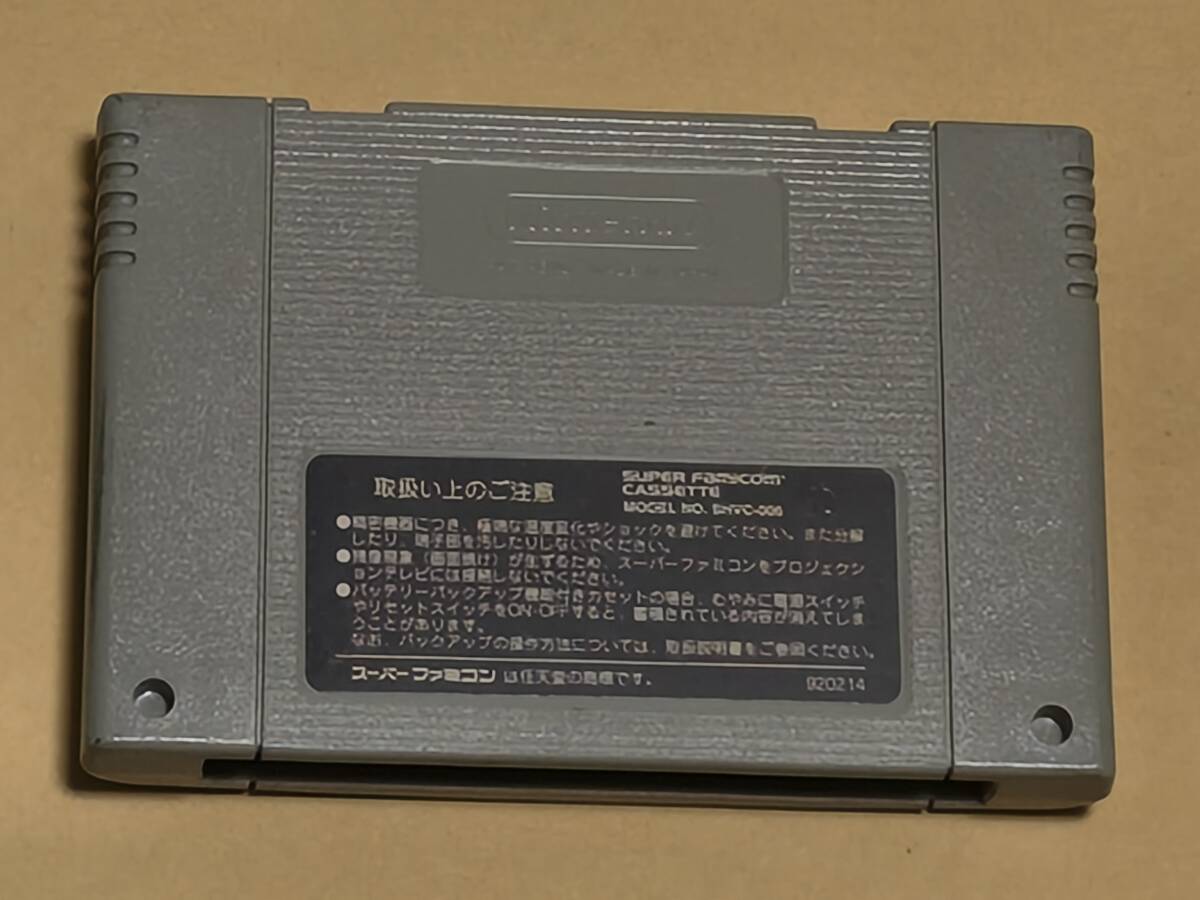 取扱い上のご注意
SUPER FAMICOM
CASSETTE
MODEL NO. SHVC-006
●精密機器につき、極端な温度変化やショックを避けてください。また分解
したり、端子部を汚したりしないでください。
●残像現象(画面焼け)が生ずるため、スーパーファミコンをプロジェクシ
ョンテレビには接続しないでください。
●バッテリーバックアップ機能付きカセットの場合、むやみに電源スイッチ
やリセットスイッチをON-OFFすると、蓄積されている内容が消えてしま
うことがあります。
なお、バックアップの操作方法については、取扱説明書をご参照ください。
スーパーファミコン は任天堂の商標です。
920214